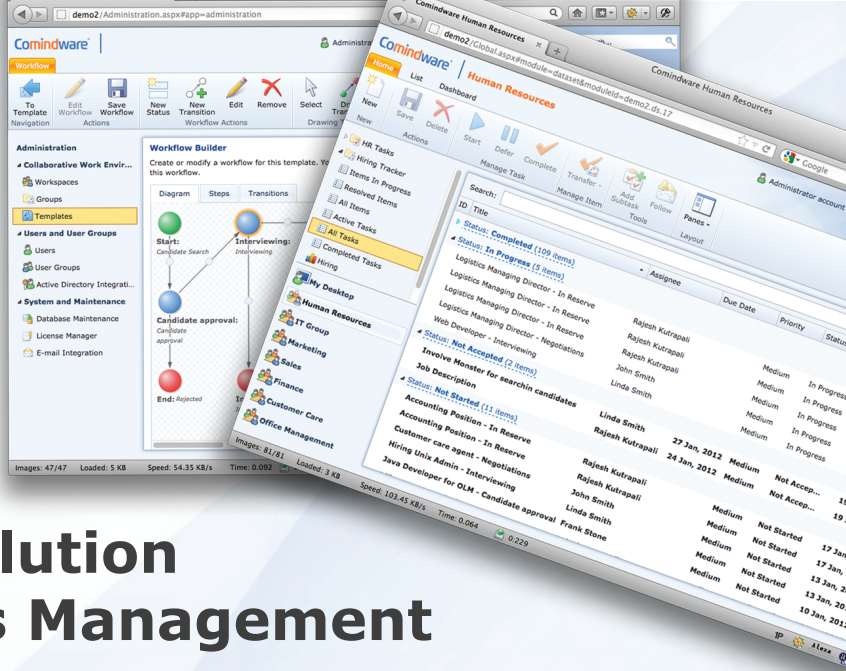 demo2/Administration.aspx#app=administration
Comindware
Administra
Workflow
To Template
Edit Workflow
Save Workflow
New Status
New Transition
Edit
Remove
Select
Navigation
Actions
Workflow Actions
Drawing T
Administration
Collaborative Work Envir...
Workspaces
Groups
Templates
Users and User Groups
Users
User Groups
Active Directory Integrati...
System and Maintenance
Database Maintenance
License Manager
E-mail Integration
Workflow Builder
Create or modify a workflow for this template. Yo
this workflow.
Diagram Steps Transitions
Start:
Candidate Search
Interviewing:
Interviewing
Candidate approval:
Candidate
approval
End: Rejected
Images: 47/47 Loaded: 5 KB Speed: 54.35 KB/s Time: 0.092
Comindware Human Resources
Comindware Human Resources
demo2/Global.aspx#module=dataset&moduleId=demo2.ds.17
Google
Comindware Human Resources
Administrator account
Home List Dashboard
New
Save
Delete
Start
Defer
Complete
Transfer
Add Subtask
Follow
Panes
New
Actions
Manage Task
Manage Item
Tools
Layout
HR Tasks
Hiring Tracker
Items In Progress
Resolved Items
All Items
Active Tasks
All Tasks
Completed Tasks
Hiring
My Desktop
Human Resources
IT Group
Marketing
Sales
Finance
Customer Care
Office Management
Search:
ID Title Assignee Due Date Priority Status
Status: Completed (109 items)
Status: In Progress (5 items)
Logistics Managing Director - In Reserve Rajesh Kutrapali Medium In Progress
Logistics Managing Director - In Reserve Rajesh Kutrapali Medium In Progress
Logistics Managing Director - In Reserve Rajesh Kutrapali Medium In Progress
Logistics Managing Director - Negotiations John Smith Medium In Progress
Web Developer - Interviewing Linda Smith Medium In Progress
Status: Not Accepted (2 items)
Involve Monster for searchin candidates Linda Smith 27 Jan, 2012 Medium Not Accep... 19
Job Description Rajesh Kutrapali 24 Jan, 2012 Medium Not Accep... 19
Status: Not Started (11 items)
Accounting Position - In Reserve Rajesh Kutrapali Medium Not Started 17 Jan,
Accounting Position - In Reserve Rajesh Kutrapali Medium Not Started 17 Jan,
Customer care agent - Negotiations John Smith Medium Not Started 13 Jan, 20
Hiring Unix Admin - Interviewing Linda Smith Medium Not Started 13 Jan, 201
Java Developer for OLM - Candidate approval Frank Stone Medium Not Started 10 Jan, 2012
Images: 81/81 Loaded: 3 KB Speed: 103.45 KB/s Time: 0.064 0:229
Alexa
lution
s Management